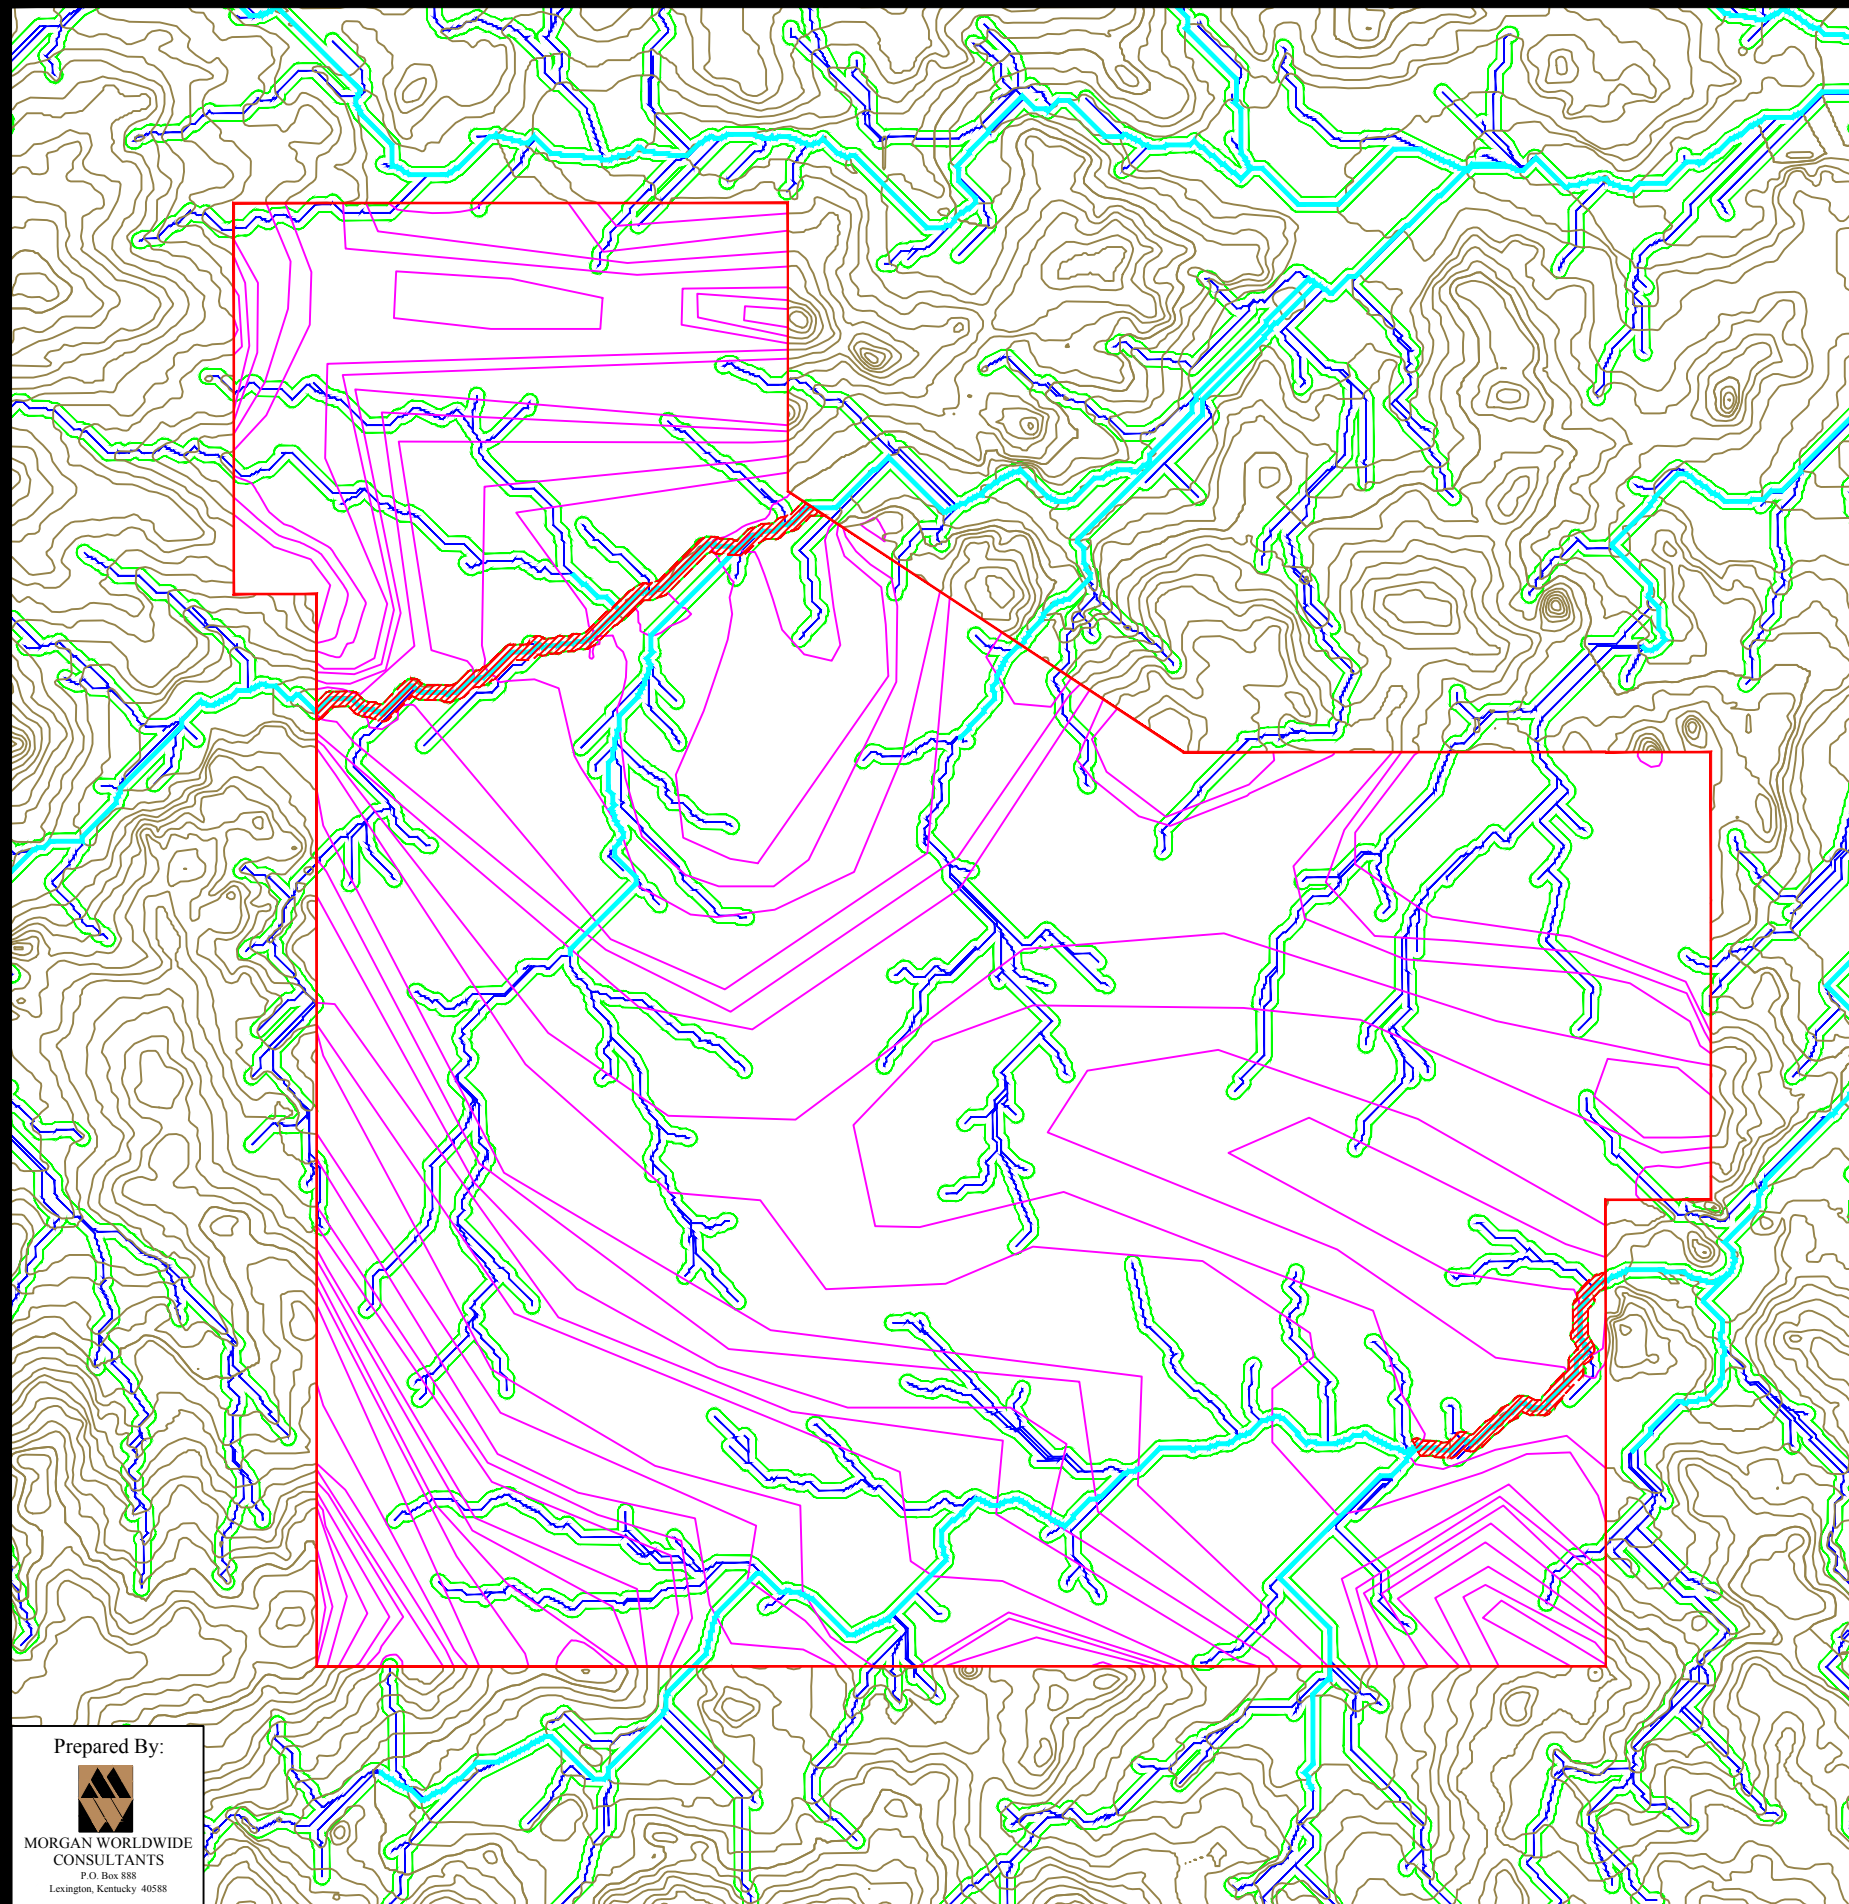 Prepared By:
MORGAN WORLDWIDE
CONSULTANTS
P.O. Box 888
Lexington, Kentucky 40588